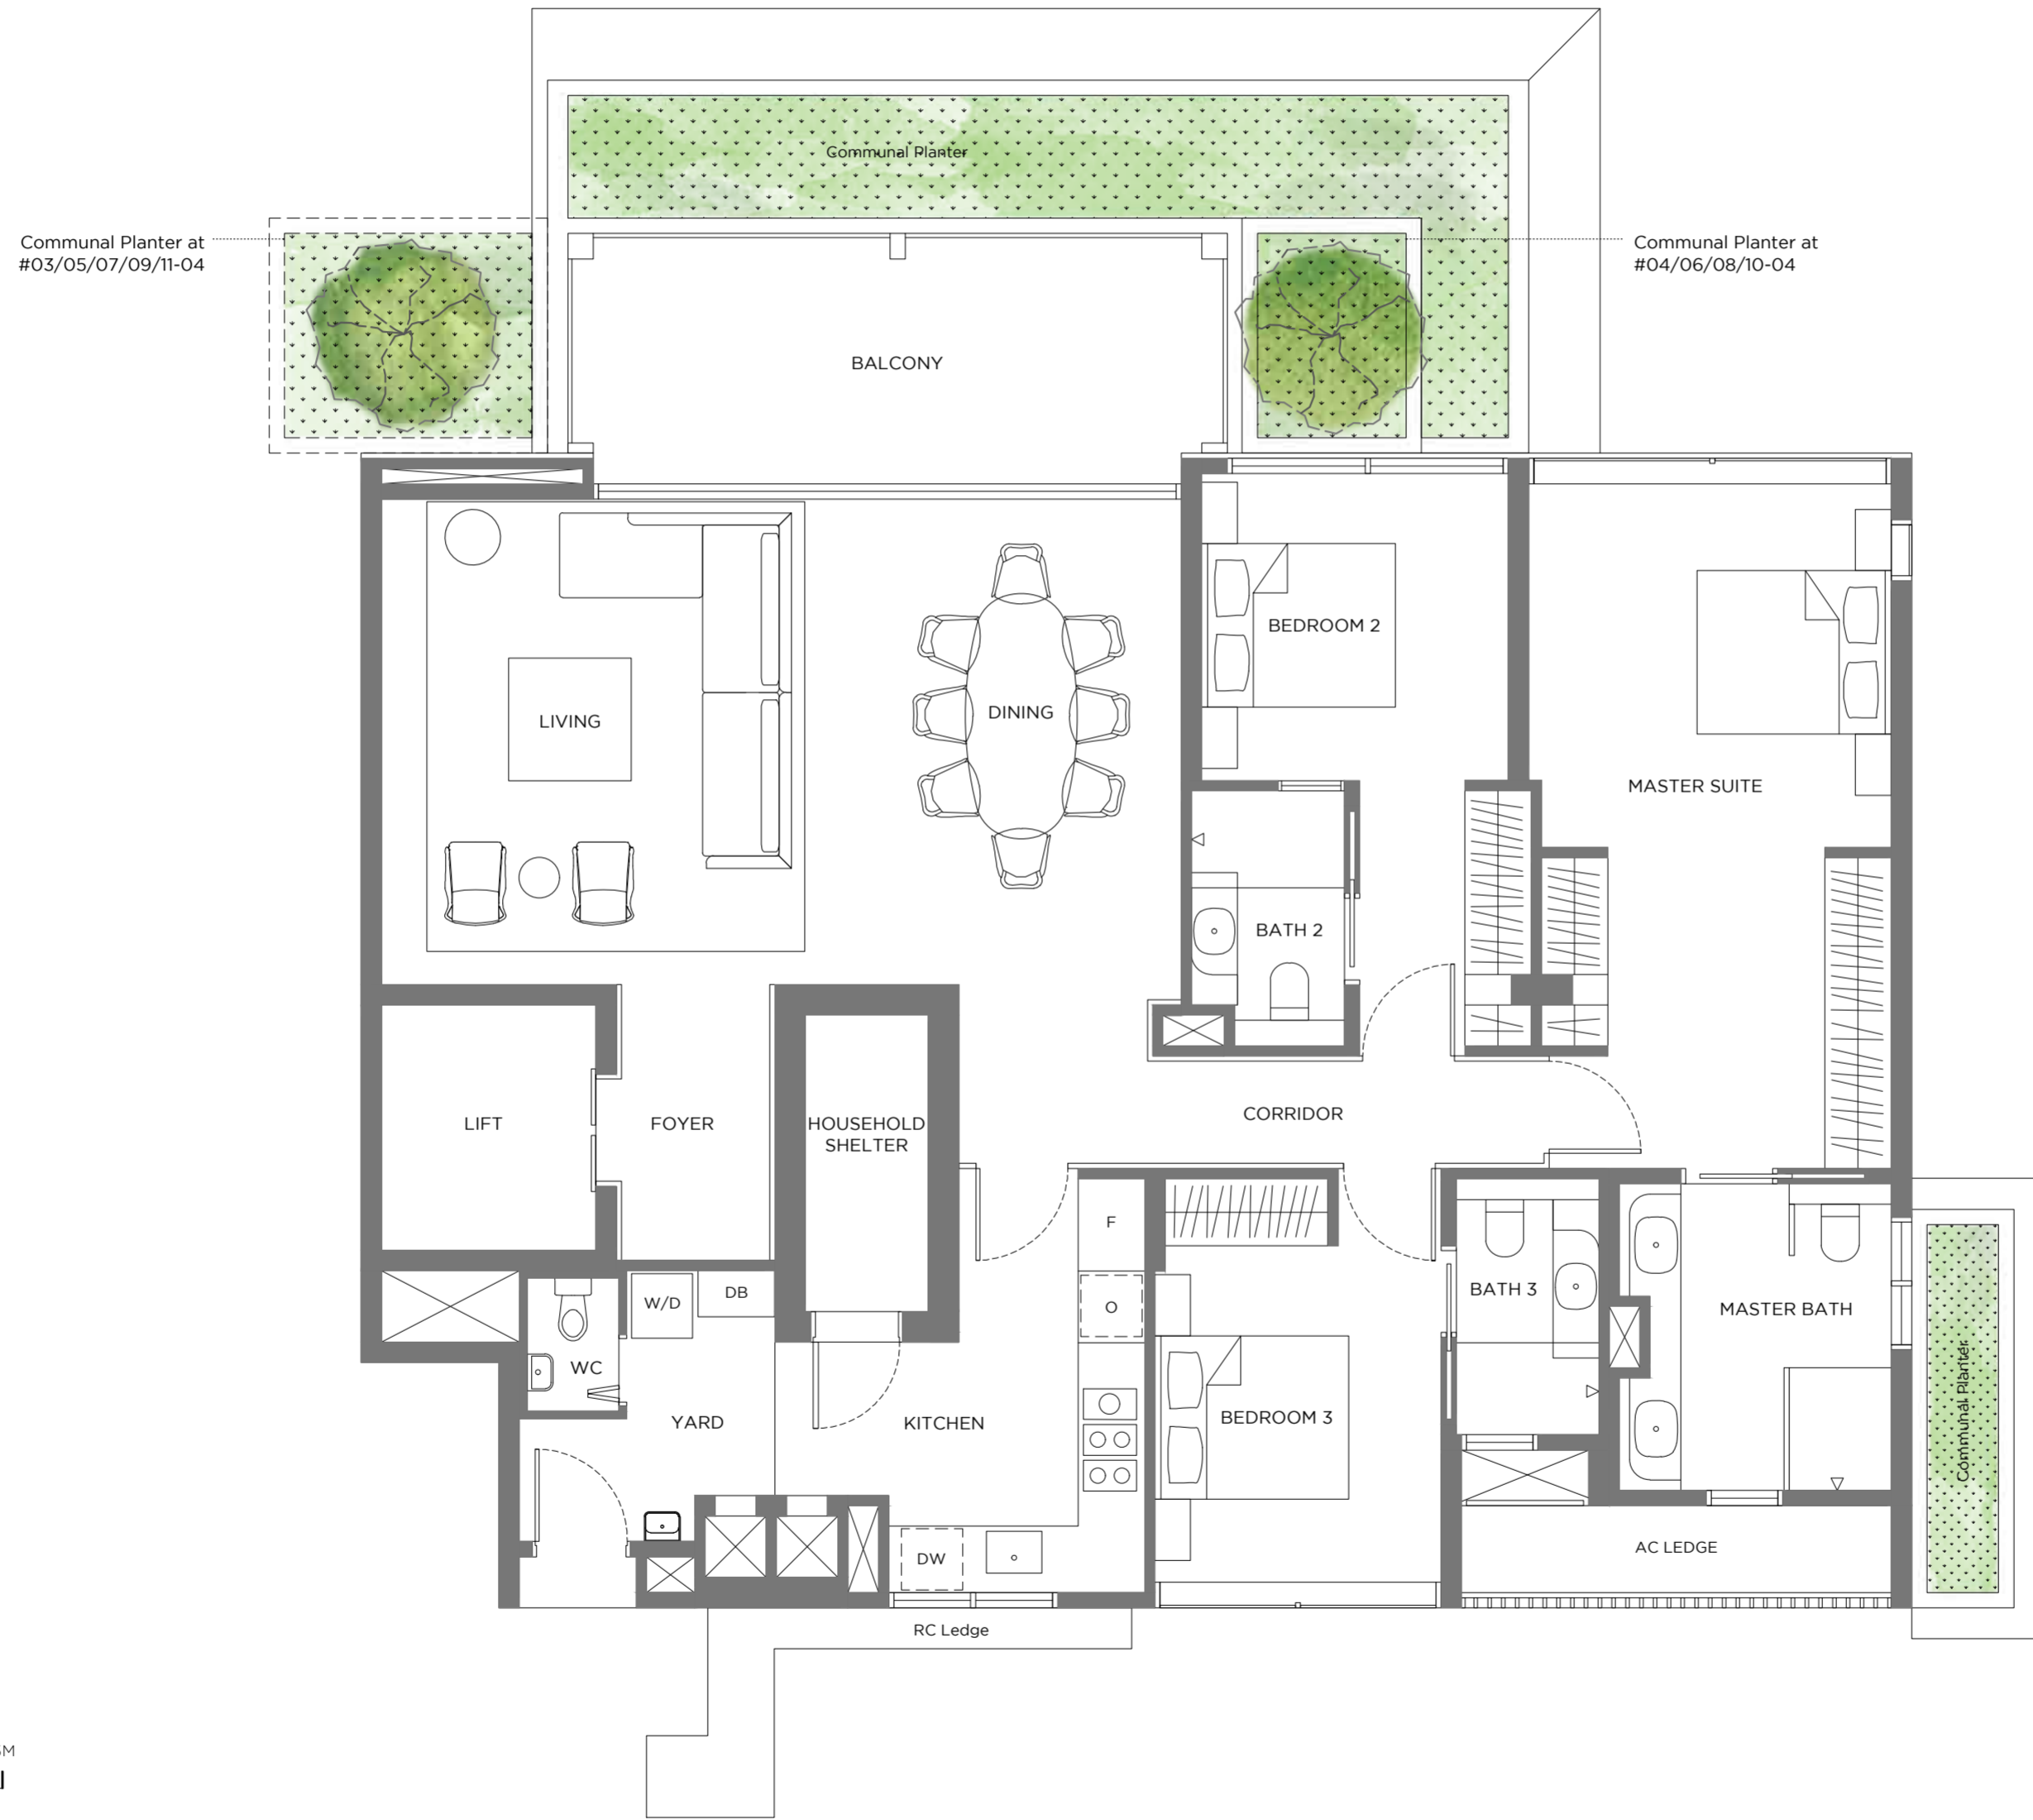 Communal Planter
Communal Planter at
#03/05/07/09/11-04
Communal Planter at
#04/06/08/10-04
BALCONY
BEDROOM 2
LIVING
DINING
MASTER SUITE
BATH 2
CORRIDOR
LIFT
FOYER
HOUSEHOLD
SHELTER
F
W/D
DB
O
BATH 3
MASTER BATH
WC
YARD
KITCHEN
BEDROOM 3
Communal Planter
DW
AC LEDGE
RC Ledge